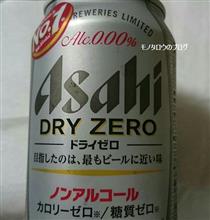 BREWERIES LIMITED
No.1
Alc.0.00%
モノタロウのブログ
Asahi
DRY ZERO
ドライゼロ
目指したのは、最もビールに近い味
ノンアルコール
カロリーゼロ※/糖質ゼロ※